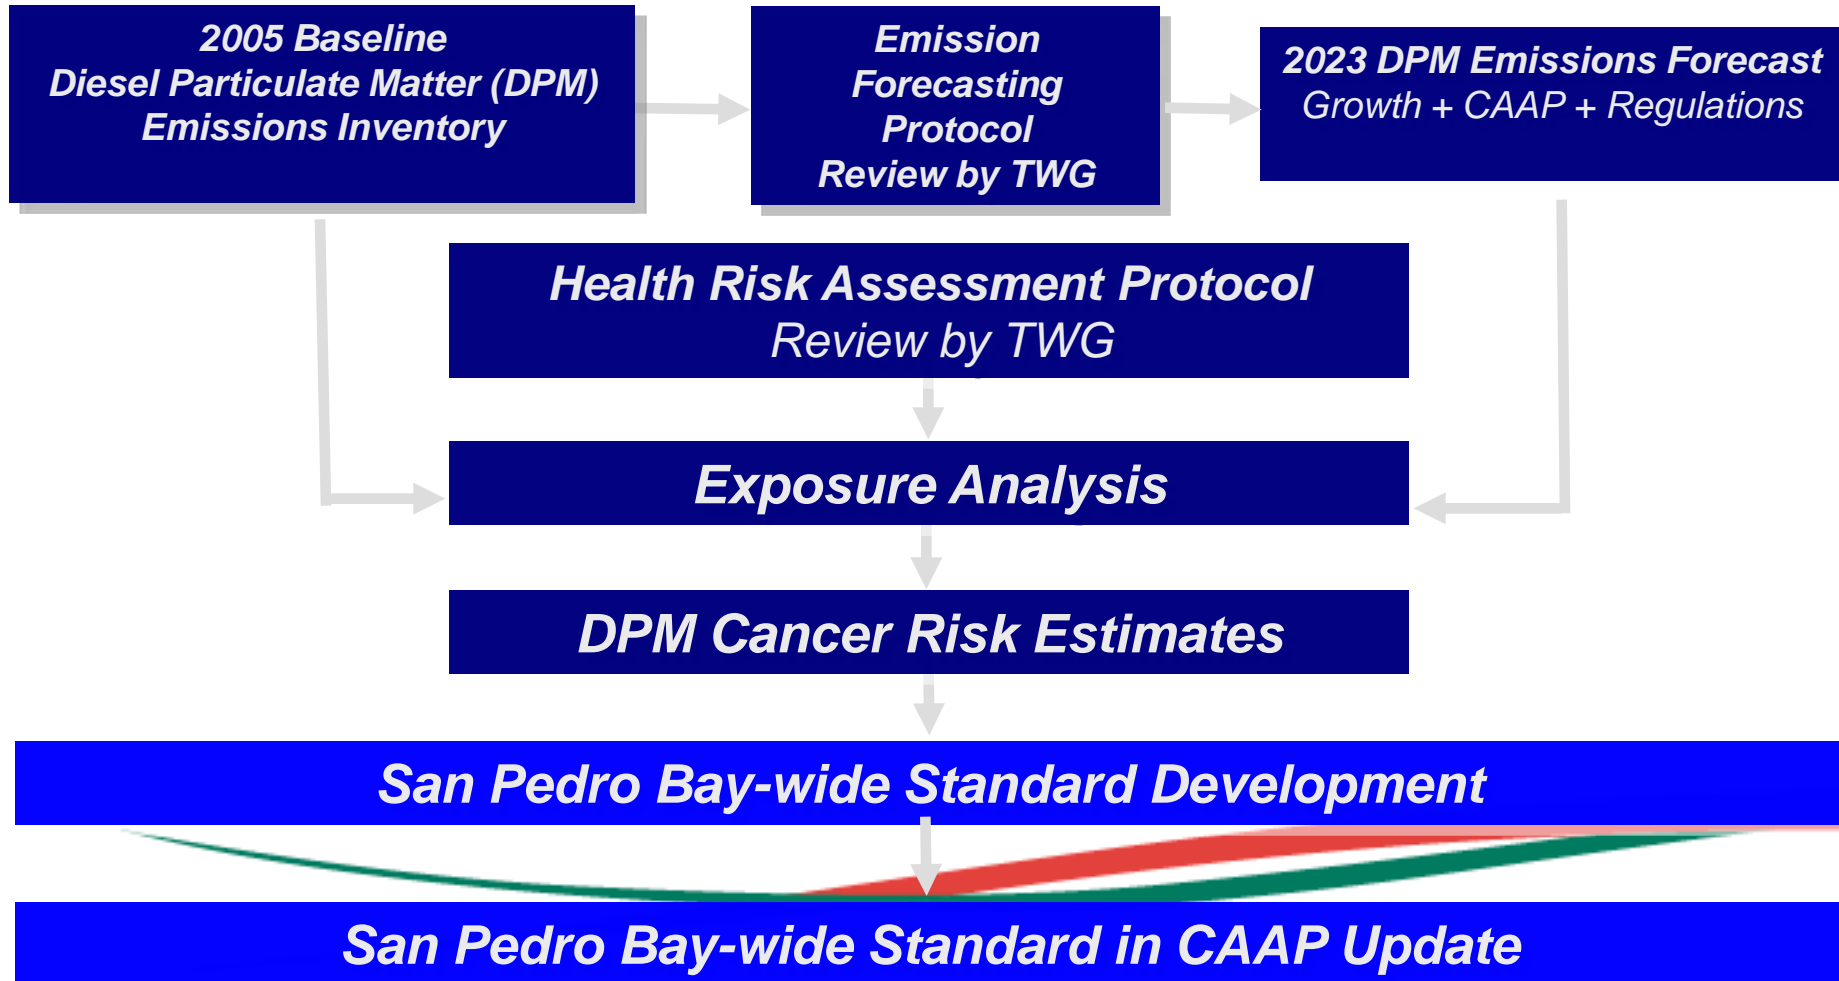 2005 Baseline
Diesel Particulate Matter (DPM)
Emissions Inventory
Emission
Forecasting
Protocol
Review by TWG
2023 DPM Emissions Forecast
Growth + CAAP + Regulations
Health Risk Assessment Protocol
Review by TWG
Exposure Analysis
DPM Cancer Risk Estimates
San Pedro Bay-wide Standard Development
San Pedro Bay-wide Standard in CAAP Update